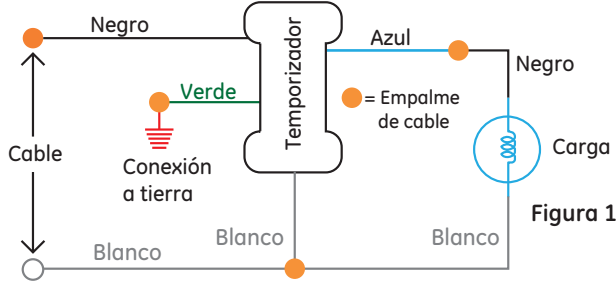 Negro
Temporizador
Azul
Negro
Verde
= Empalme
de cable
Cable
Conexión
a tierra
Carga
Figura 1
Blanco
Blanco
Blanco